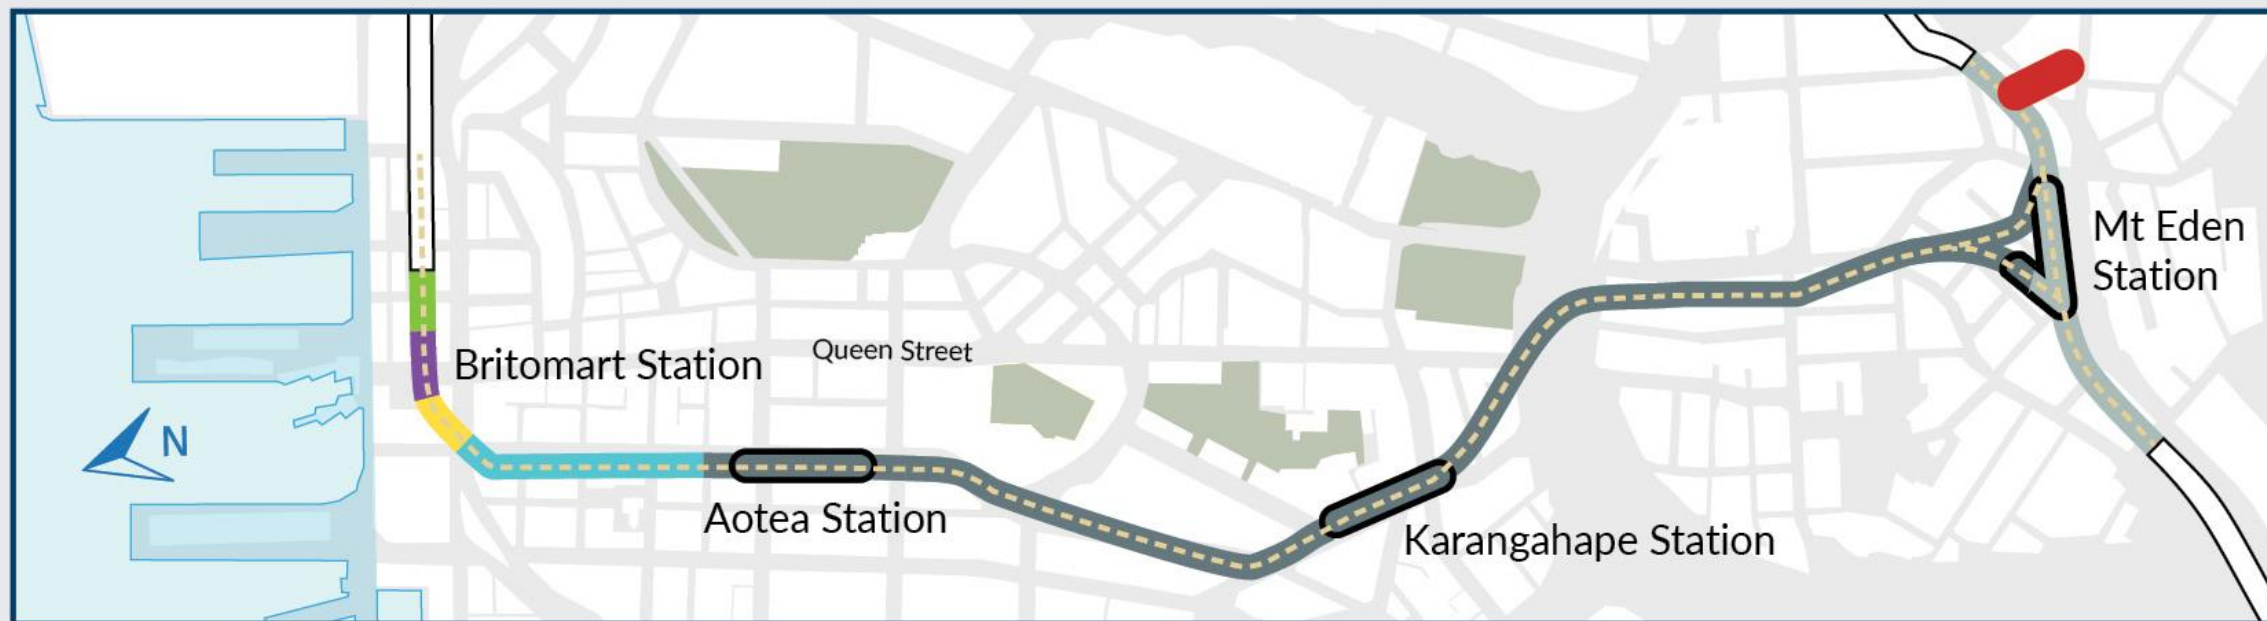 Mt Eden
Station
Queen Street
Britomart Station
N
Aotea Station
Karangahape Station